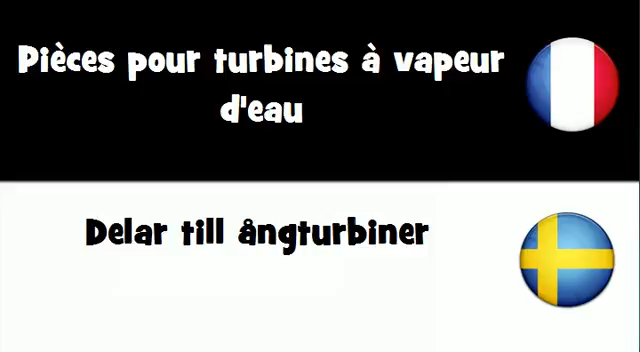 Pièces pour turbines à vapeur
d'eau
Delar till ångturbiner